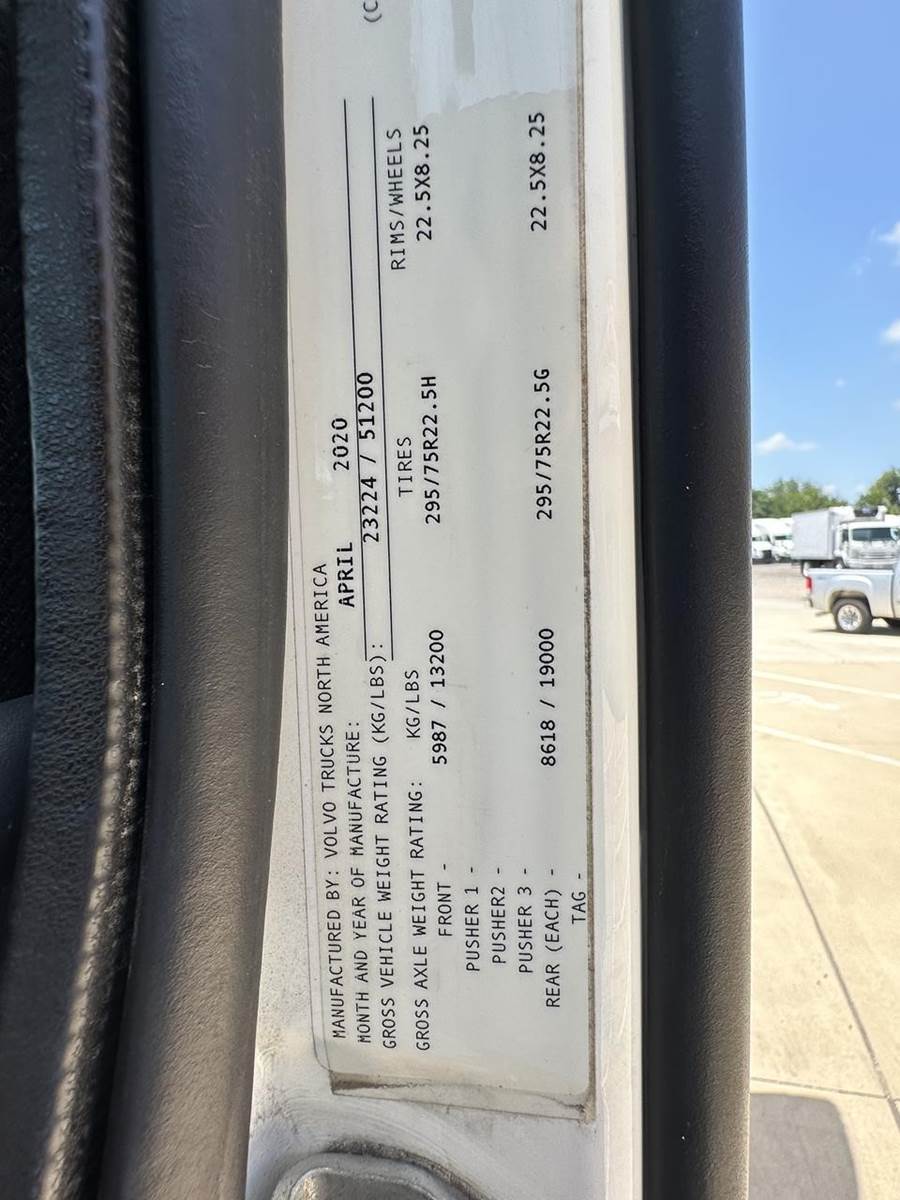 (C
MANUFACTURED BY: VOLVO TRUCKS NORTH AMERICA
MONTH AND YEAR OF MANUFACTURE: APRIL 2020
GROSS VEHICLE WEIGHT RATING (KG/LBS): 23224 / 51200
GROSS AXLE WEIGHT RATING: KG/LBS TIRES RIMS/WHEELS
FRONT - 5987 / 13200 295/75R22.5H 22.5X8.25
PUSHER 1 -
PUSHER2 -
PUSHER 3 -
REAR (EACH) - 8618 / 19000 295/75R22.5G 22.5X8.25
TAG -